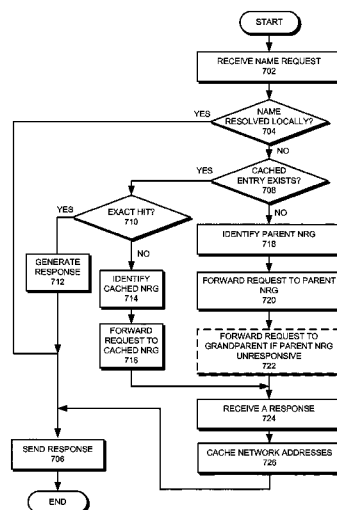 START
RECEIVE NAME REQUEST
702
YES
NAME
RESOLVED LOCALLY?
704
NO
YES
CACHED
ENTRY EXISTS?
708
NO
YES
EXACT HIT?
710
NO
IDENTIFY PARENT NRG
718
GENERATE
RESPONSE
712
IDENTIFY
CACHED NRG
714
FORWARD REQUEST TO PARENT
NRG
720
FORWARD
REQUEST TO
CACHED NRG
716
FORWARD REQUEST TO
GRANDPARENT IF PARENT NRG
UNRESPONSIVE
722
RECEIVE A RESPONSE
724
SEND RESPONSE
706
CACHE NETWORK ADDRESSES
726
END